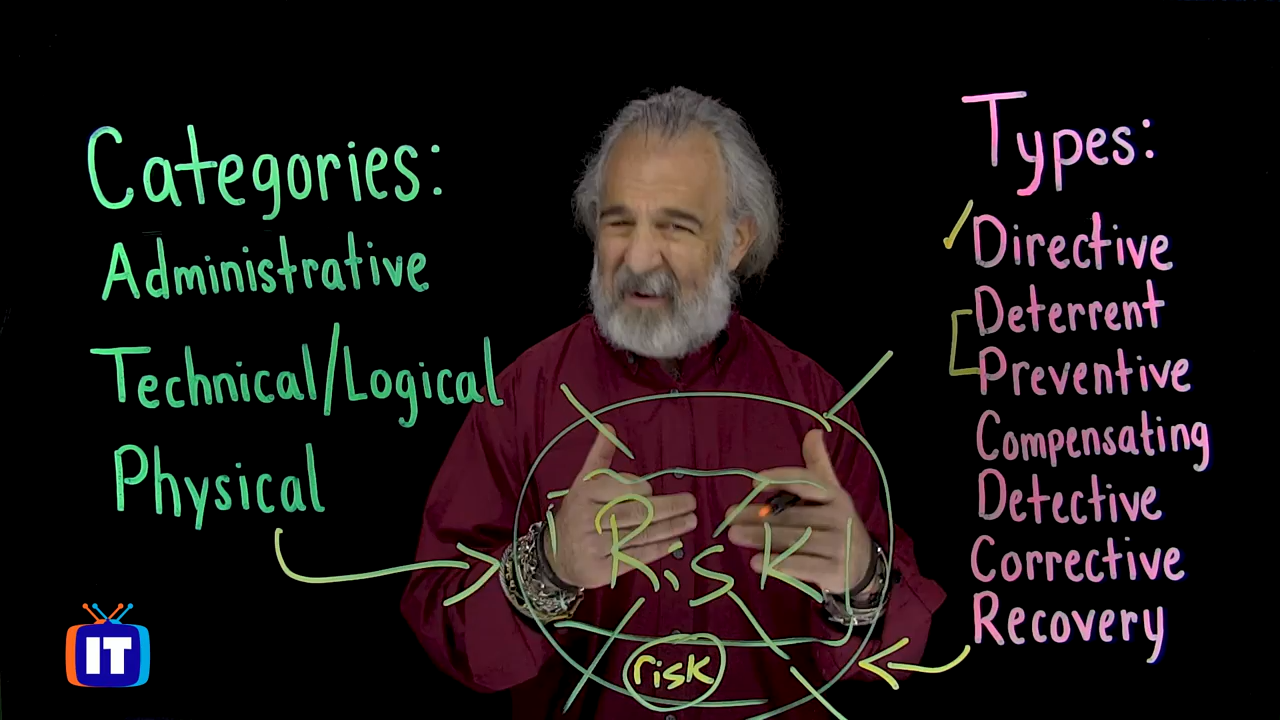 Categories:
Administrative
Technical/Logical
Physical
Types:
Directive
Deterrent
Preventive
Compensating
Detective
Corrective
Recovery
RiSK
risk
IT